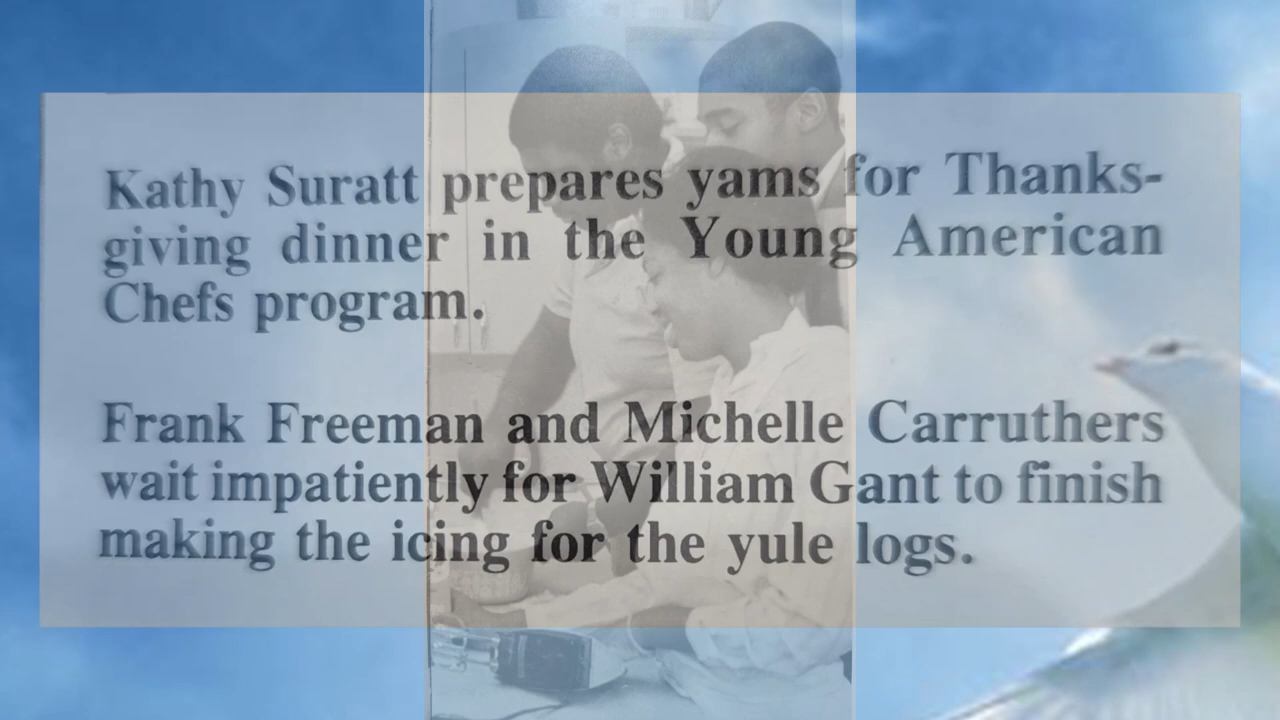 Kathy Suratt prepares yams for Thanks-
giving dinner in the Young American
Chefs program.
Frank Freeman and Michelle Carruthers
wait impatiently for William Gant to finish
making the icing for the yule logs.